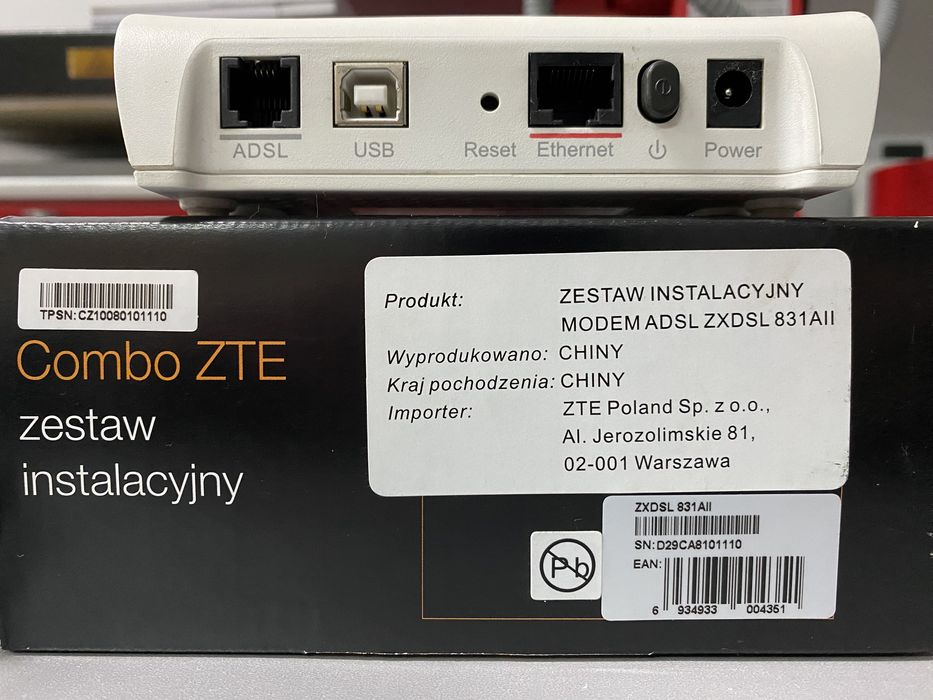 ADSL
USB
Reset
Ethernet
Power
TPSN: CZ10080101110
Combo ZTE
zestaw
instalacyjny
Produkt: ZESTAW INSTALACYJNY
MODEM ADSL ZXDSL 831AII
Wyprodukowano: CHINY
Kraj pochodzenia: CHINY
Importer: ZTE Poland Sp. z o.o.,
Al. Jerozolimskie 81,
02-001 Warszawa
Pb
ZXDSL 831AII
SN: D29CA8101110
EAN:
6 934933 004351